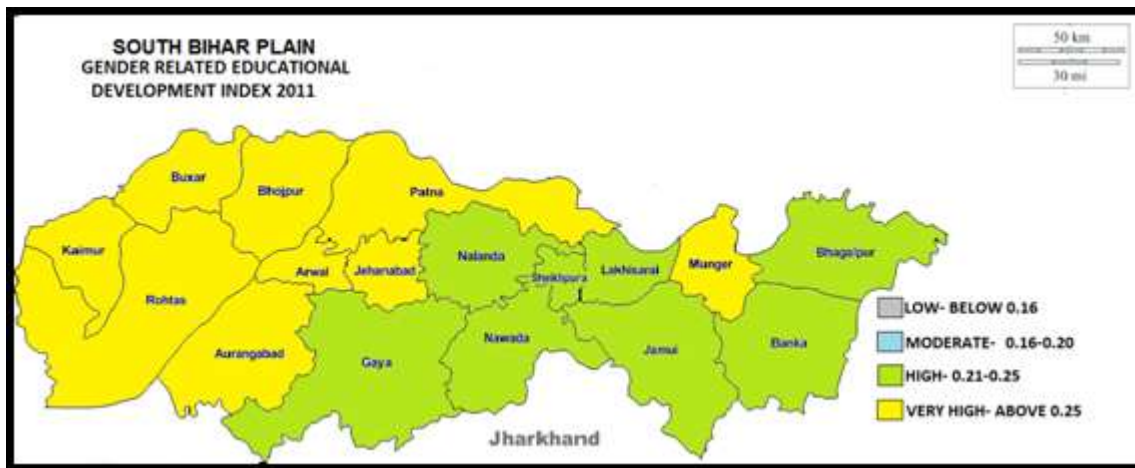 SOUTH BIHAR PLAIN
GENDER RELATED EDUCATIONAL
DEVELOPMENT INDEX 2011
50 km
30 mi
Buxar
Bhojpur
Patna
Kaimur
Arwal
Jehanabad
Nalanda
Sheikhpura
Lakhisarai
Munger
Bhagalpur
Rohtas
Aurangabad
Gaya
Nawada
Jamui
Banka
Jharkhand
LOW- BELOW 0.16
MODERATE- 0.16-0.20
HIGH- 0.21-0.25
VERY HIGH- ABOVE 0.25